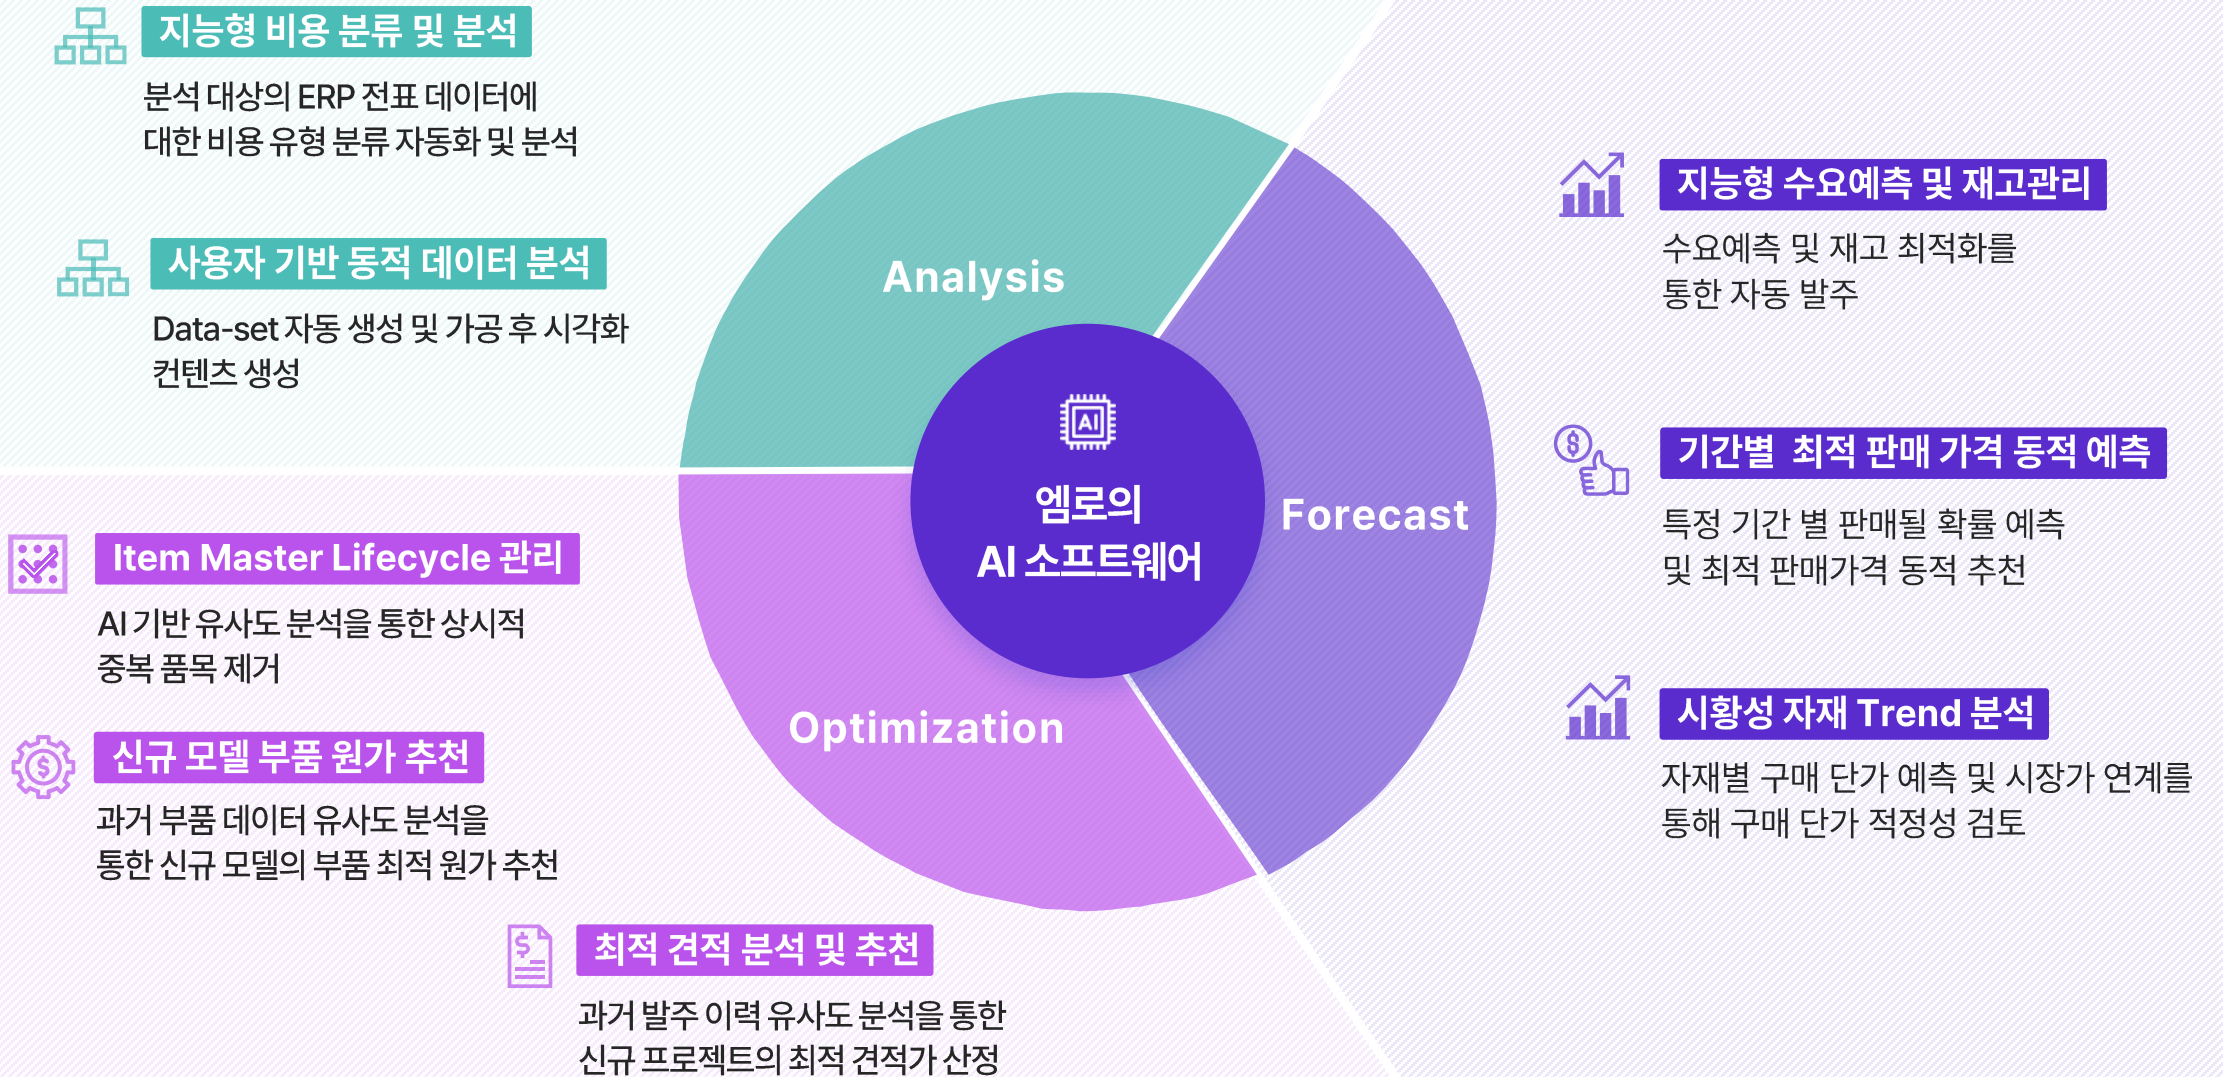 지능형 비용 분류 및 분석
분석 대상의 ERP 전표 데이터에
대한 비용 유형 분류 자동화 및 분석
사용자 기반 동적 데이터 분석
Data-set 자동 생성 및 가공 후 시각화
컨텐츠 생성
Analysis
AI
엠로의
AI 소프트웨어
Forecast
Optimization
지능형 수요예측 및 재고관리
수요예측 및 재고 최적화를
통한 자동 발주
기간별 최적 판매 가격 동적 예측
특정 기간 별 판매될 확률 예측
및 최적 판매가격 동적 추천
시황성 자재 Trend 분석
자재별 구매 단가 예측 및 시장가 연계를
통해 구매 단가 적정성 검토
Item Master Lifecycle 관리
AI 기반 유사도 분석을 통한 상시적
중복 품목 제거
신규 모델 부품 원가 추천
과거 부품 데이터 유사도 분석을
통한 신규 모델의 부품 최적 원가 추천
최적 견적 분석 및 추천
과거 발주 이력 유사도 분석을 통한
신규 프로젝트의 최적 견적가 산정